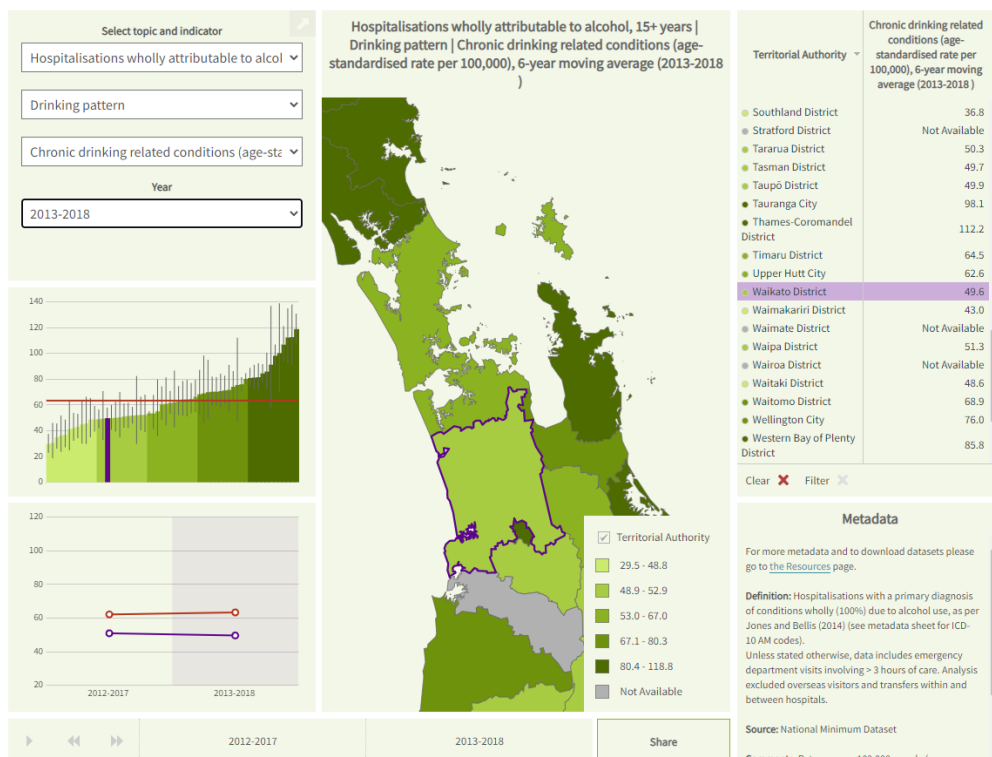 Select topic and indicator
Hospitalisations wholly attributable to alcol
Drinking pattern
Chronic drinking related conditions (age-sta
Year
2013-2018
140
120
100
80
60
40
20
0
120
100
80
60
40
20
2012-2017
2013-2018
2012-2017
2013-2018
Share
Hospitalisations wholly attributable to alcohol, 15+ years |
Drinking pattern | Chronic drinking related conditions (age-
standardised rate per 100,000), 6-year moving average (2013-2018
)
Territorial Authority
29.5 - 48.8
48.9 - 52.9
53.0 - 67.0
67.1 - 80.3
80.4 - 118.8
Not Available
Territorial Authority
Chronic drinking related
conditions (age-
standardised rate per
100,000), 6-year moving
average (2013-2018 )
Southland District 36.8
Stratford District Not Available
Tararua District 50.3
Tasman District 49.7
Taupō District 49.9
Tauranga City 98.1
Thames-Coromandel
District 112.2
Timaru District 64.5
Upper Hutt City 62.6
Waikato District 49.6
Waimakariri District 43.0
Waimate District Not Available
Waipa District 51.3
Wairoa District Not Available
Waitaki District 48.6
Waitomo District 68.9
Wellington City 76.0
Western Bay of Plenty
District 85.8
Clear Filter
Metadata
For more metadata and to download datasets please
go to the Resources page.
Definition: Hospitalisations with a primary diagnosis
of conditions wholly (100%) due to alcohol use, as per
Jones and Bellis (2014) (see metadata sheet for ICD-
10 AM codes).
Unless stated otherwise, data includes emergency
department visits involving > 3 hours of care. Analysis
excluded overseas visitors and transfers within and
between hospitals.
Source: National Minimum Dataset